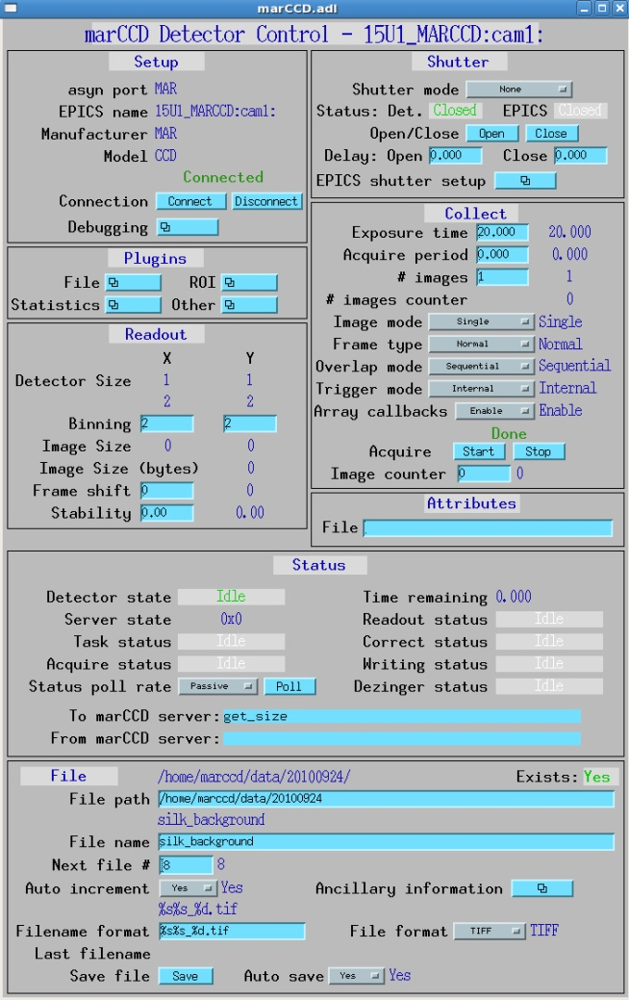 marCCD.adl
marCCD Detector Control - 15U1_MARCCD:cam1:
Setup
asyn port MAR
EPICS name 15U1_MARCCD:cam1:
Manufacturer MAR
Model CCD
Connected
Connection Connect Disconnect
Debugging
Plugins
File ROI
Statistics Other
Readout
X Y
Detector Size 1 1
2 2
Binning 2 2
Image Size 0 0
Image Size (bytes) 0
Frame shift 0 0
Stability 0.00 0.00
Shutter
Shutter mode None
Status: Det. Closed EPICS Closed
Open/Close Open Close
Delay: Open 0.000 Close 0.000
EPICS shutter setup
Collect
Exposure time 20.000 20.000
Acquire period 0.000 0.000
# images 1 1
# images counter 0
Image mode Single Single
Frame type Normal Normal
Overlap mode Sequential Sequential
Trigger mode Internal Internal
Array callbacks Enable Enable
Done
Acquire Start Stop
Image counter 0 0
Attributes
File
Status
Detector state Idle Time remaining 0.000
Server state 0x0 Readout status Idle
Task status Idle Correct status Idle
Acquire status Idle Writing status Idle
Status poll rate Passive Poll Dezinger status Idle
To marCCD server: get_size
From marCCD server:
File /home/marccd/data/20100924/ Exists: Yes
File path /home/marccd/data/20100924
silk_background
File name silk_background
Next file # 8 8
Auto increment Yes Yes Ancillary information
%s%s_%d.tif
Filename format %s%s_%d.tif File format TIFF TIFF
Last filename
Save file Save Auto save Yes Yes